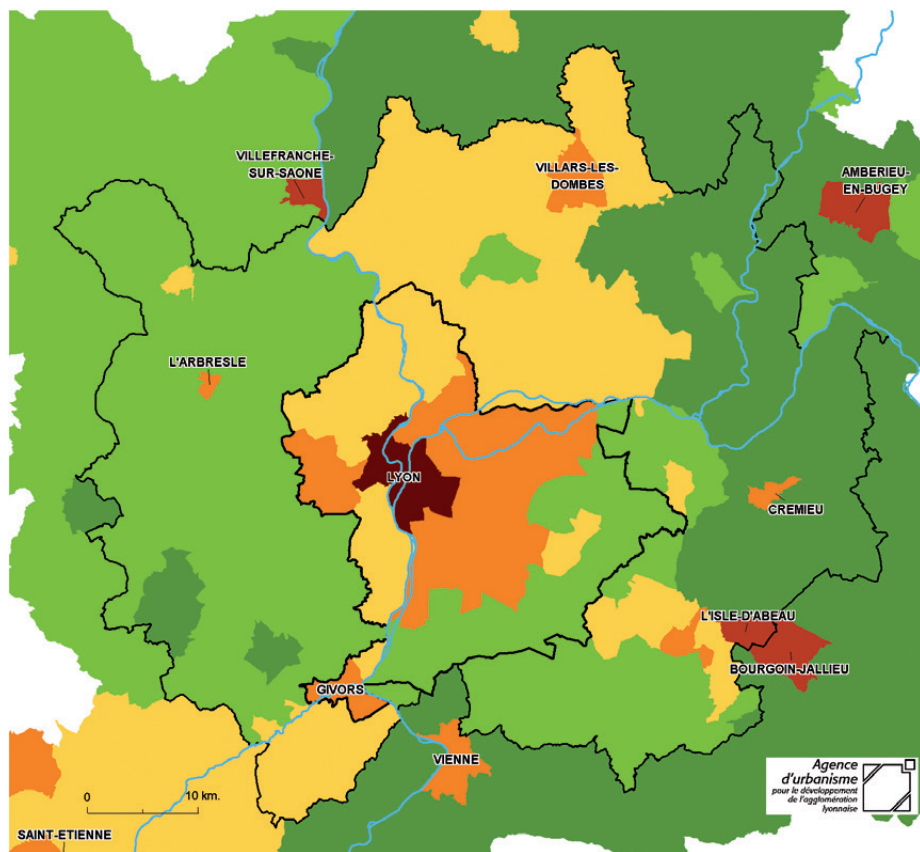 VILLEFRANCHE-
SUR-SAONE
VILLARS-LES-
DOMBES
AMBERIEU-
EN-BUGEY
L'ARBRESLE
LYON
CREMIEU
L'ISLE-D'ABEAU
BOURGOIN-JALLIEU
GIVORS
VIENNE
0 10 km.
SAINT-ETIENNE
Agence
d'urbanisme
pour le développement
de l'agglomération
lyonnaise